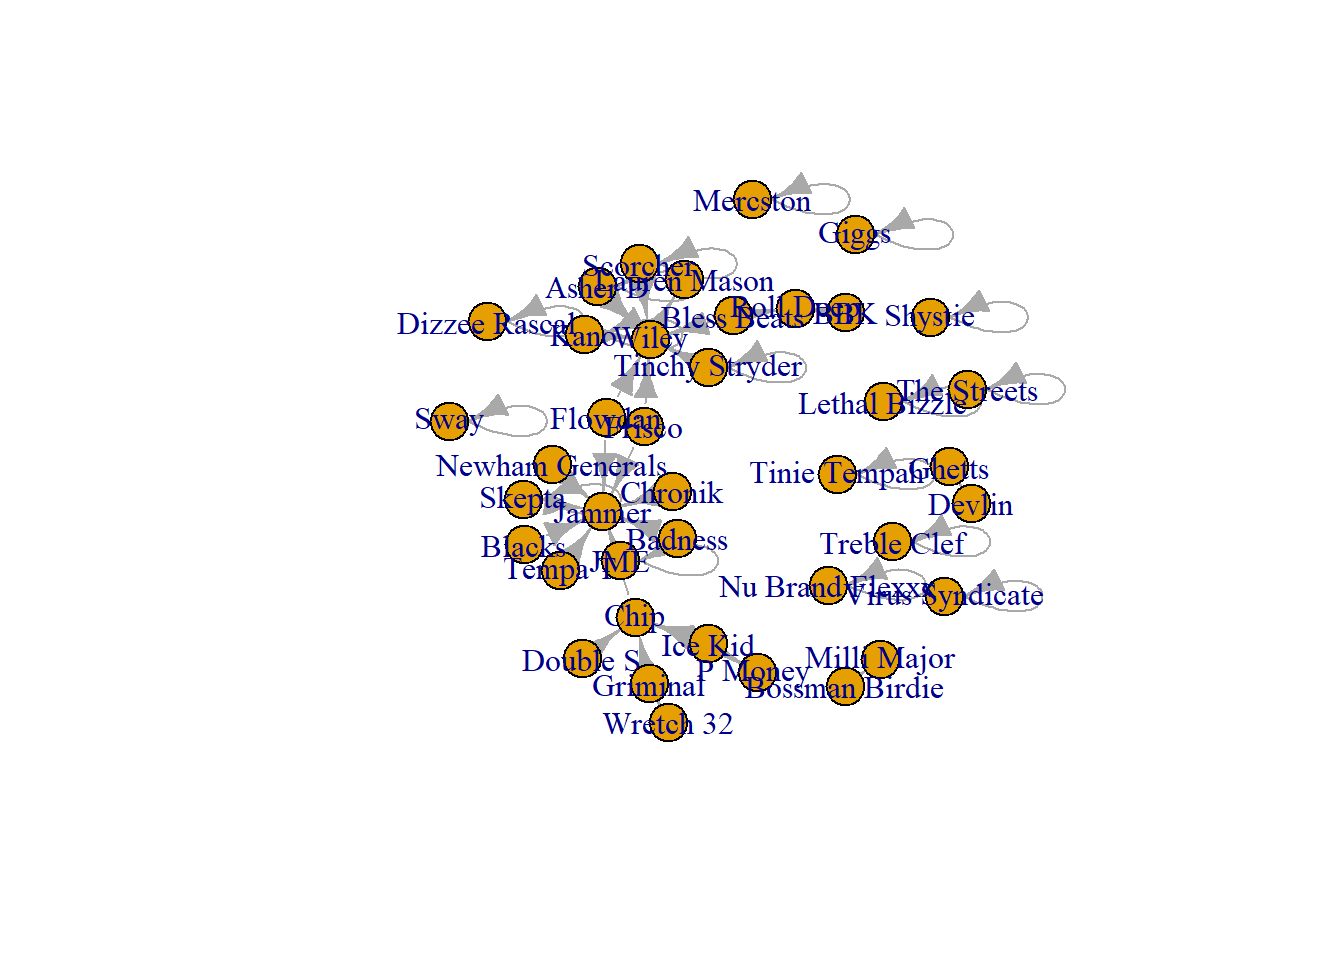 Mercston
Giggs
Scorcher
Lauren Mason
Asher D
Roll Deep
BBK
Shystie
Bless Beats
Dizzee Rascal
Kano
Wiley
Tinchy Stryder
The Streets
Lethal Bizzle
Sway
Flowdan
Frisco
Newham Generals
Ghetts
Tinie Tempah
Skepta
Chronik
Devlin
Jammer
Badness
Treble Clef
Blacks
JME
Tempa T
Nu Brand Flexxx
Virus Syndicate
Chip
Ice Kid
Double S
Milli Major
P Money
Griminal
Bossman Birdie
Wretch 32